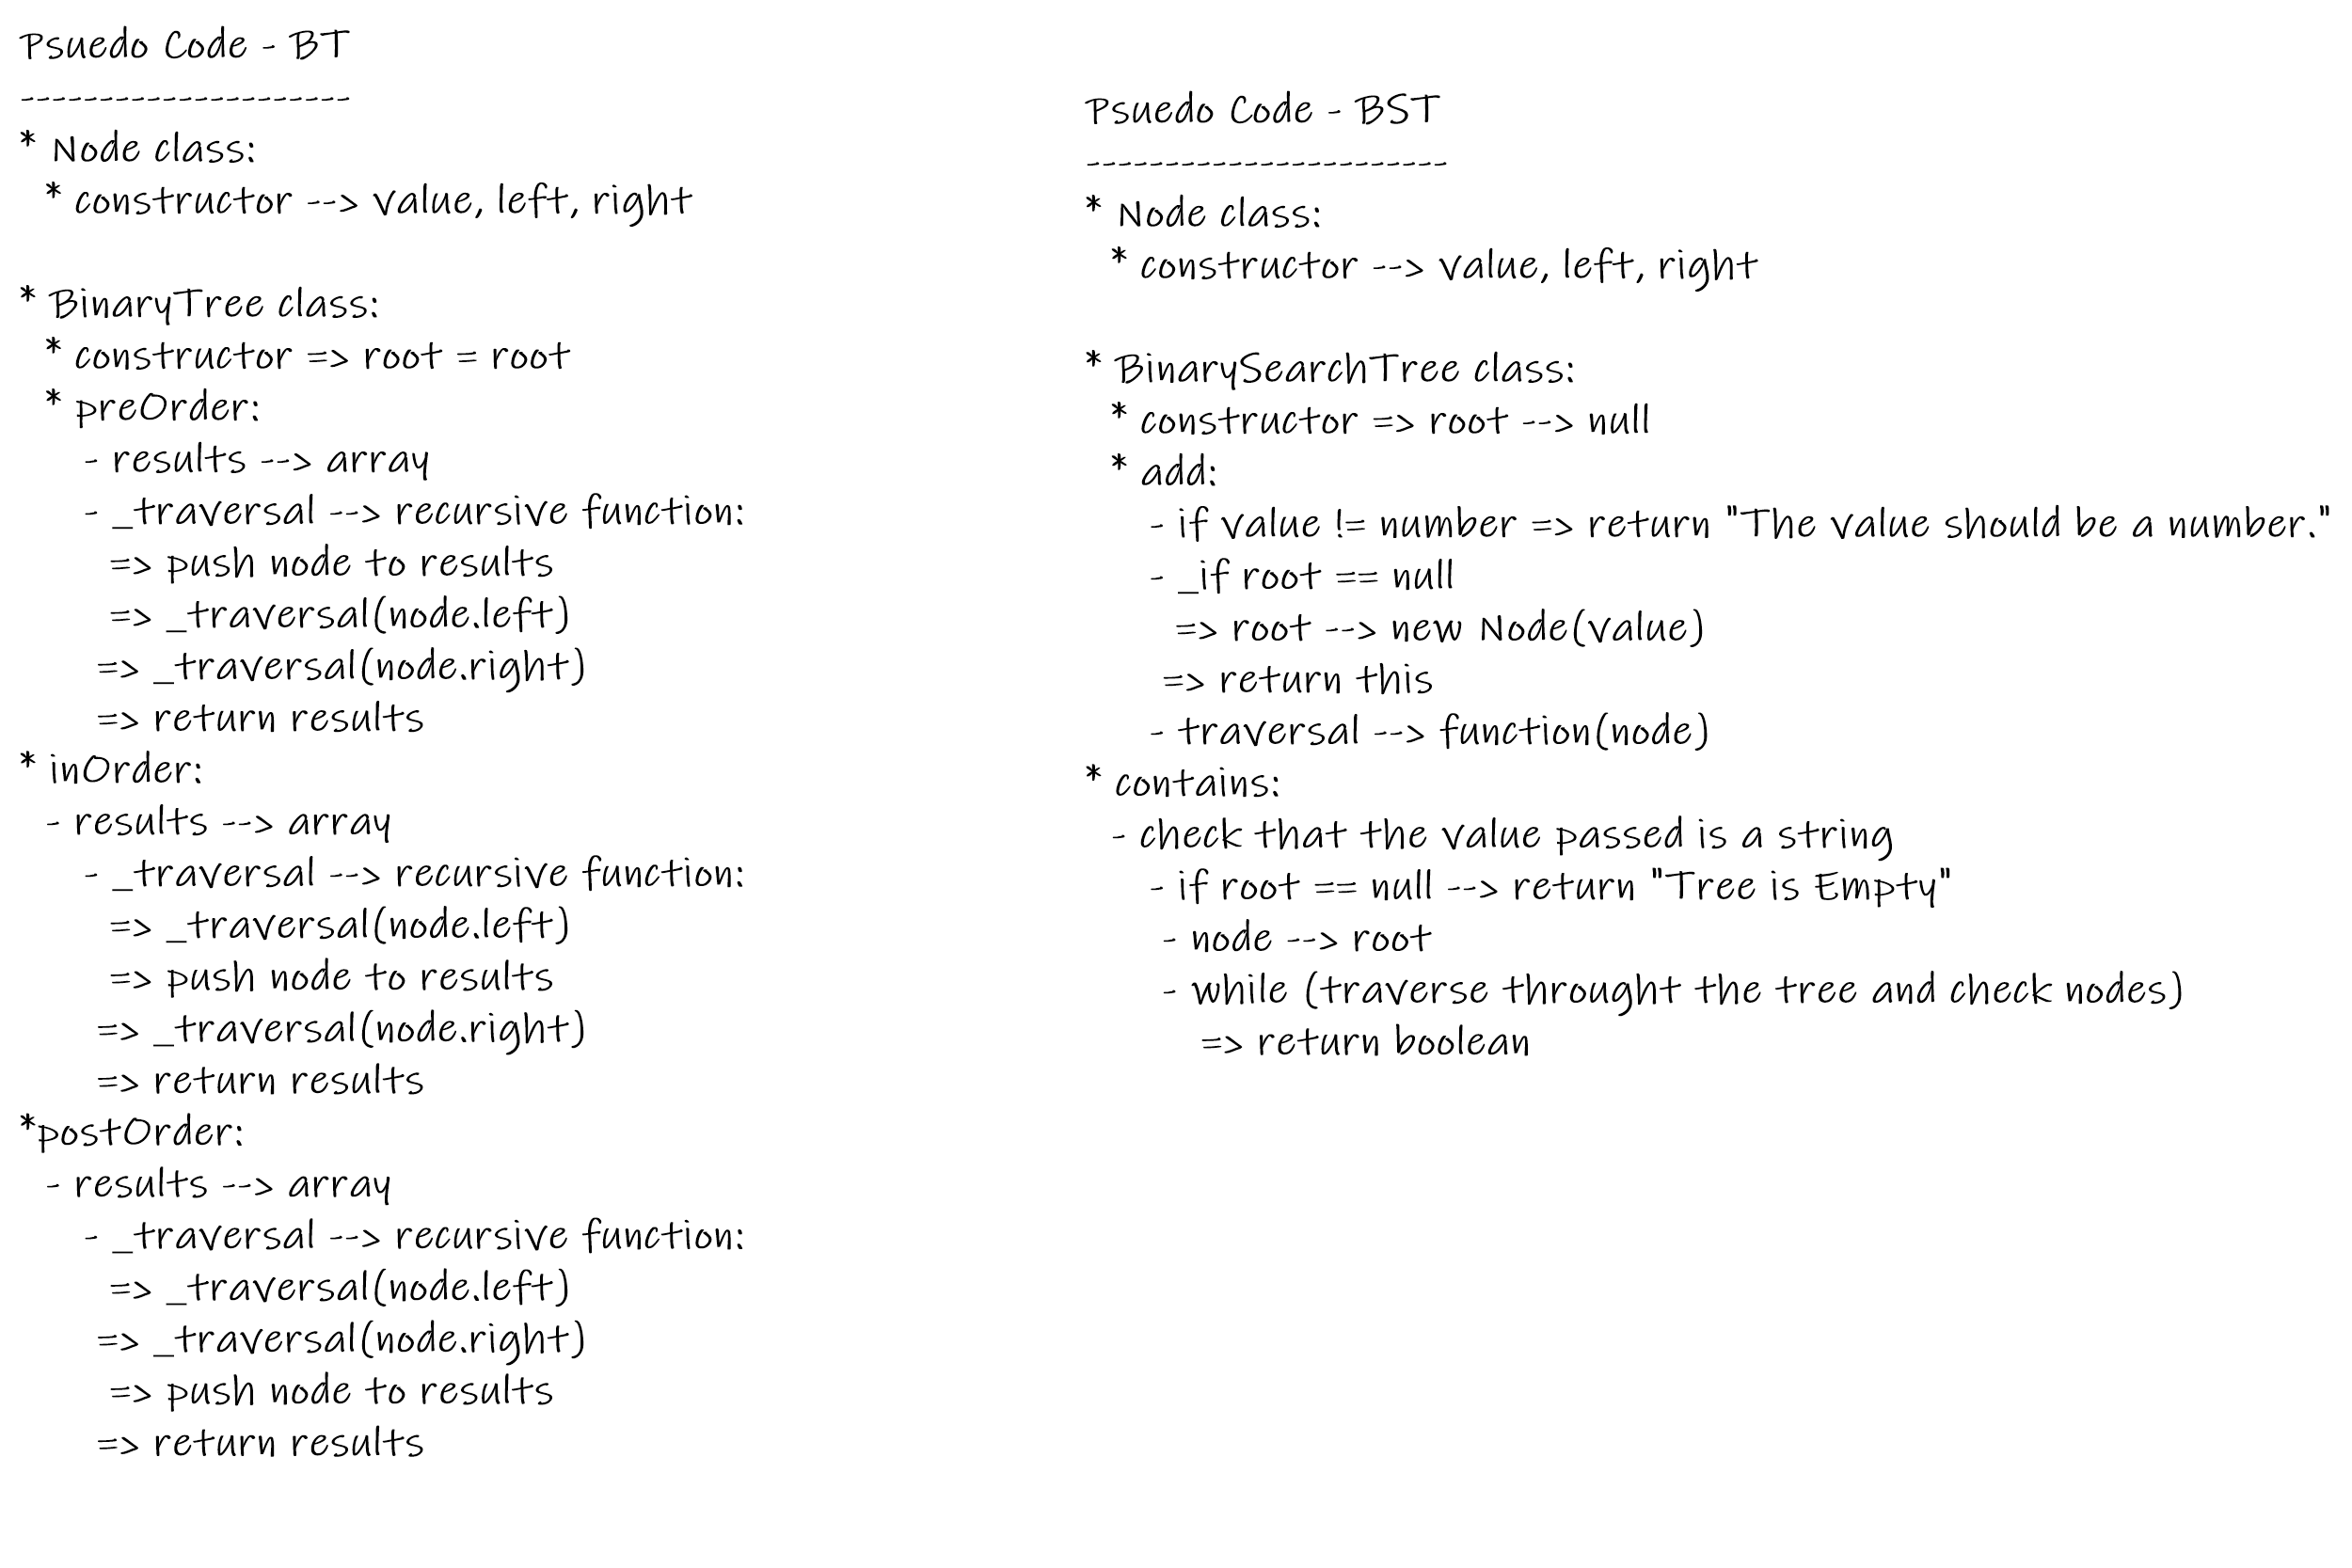 Psuedo Code - BT
---------------------
* Node class:
* constructor --> value, left, right
* BinaryTree class:
* constructor => root = root
* preOrder:
- results --> array
- _traversal --> recursive function:
=> push node to results
=> _traversal(node.left)
=> _traversal(node.right)
=> return results
* inOrder:
- results --> array
- _traversal --> recursive function:
=> _traversal(node.left)
=> push node to results
=> _traversal(node.right)
=> return results
*postOrder:
- results --> array
- _traversal --> recursive function:
=> _traversal(node.left)
=> _traversal(node.right)
=> push node to results
=> return results
Psuedo Code - BST
-----------------------
* Node class:
* constructor --> value, left, right
* BinarySearchTree class:
* constructor => root --> null
* add:
- if value != number => return "The value should be a number."
- _if root == null
=> root --> new Node(value)
=> return this
- traversal --> function(node)
* contains:
- check that the value passed is a string
- if root == null --> return "Tree is Empty"
- node --> root
- while (traverse throught the tree and check nodes)
=> return boolean